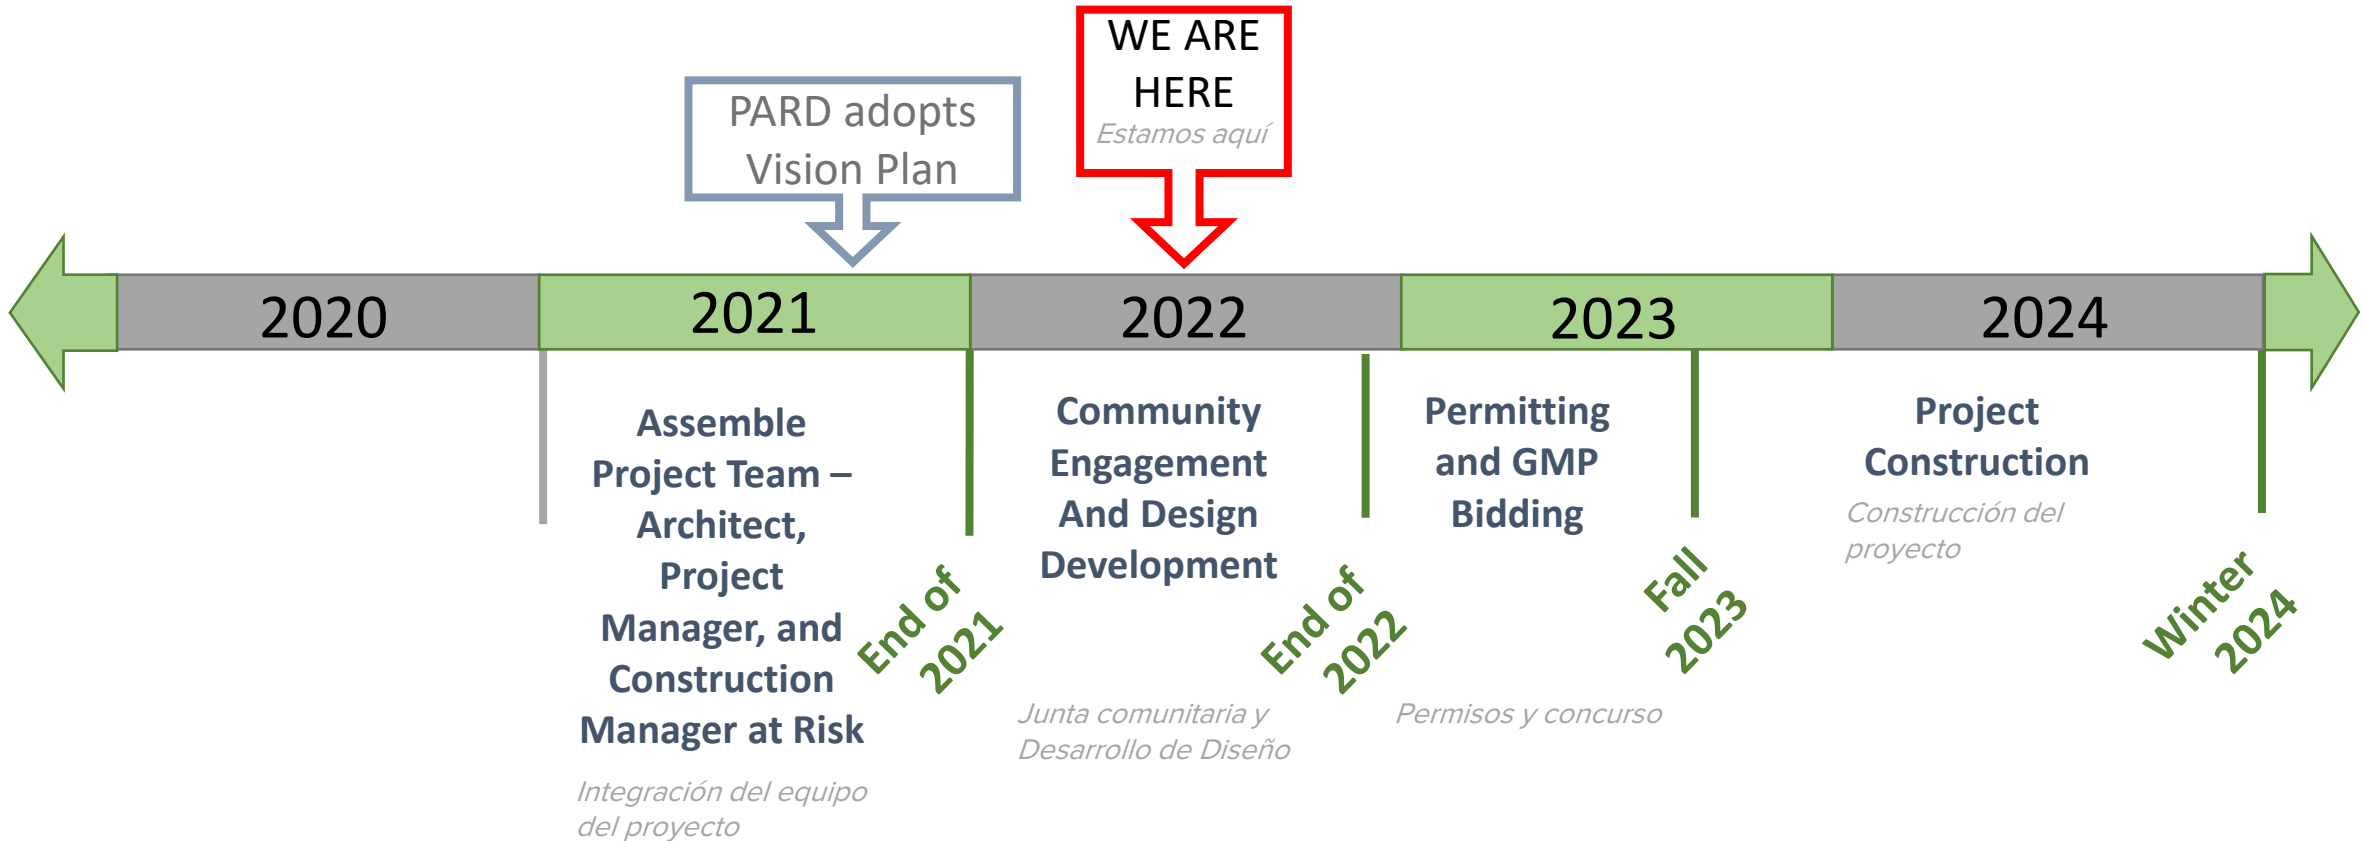 WE ARE
HERE
Estamos aquí
PARD adopts
Vision Plan
2020
2021
2022
2023
2024
Assemble
Project Team –
Architect,
Project
Manager, and
Construction
Manager at Risk
Integración del equipo
del proyecto
End of
2021
Community
Engagement
And Design
Development
Junta comunitaria y
Desarrollo de Diseño
End of
2022
Permitting
and GMP
Bidding
Permisos y concurso
Fall
2023
Project
Construction
Construcción del
proyecto
Winter
2024